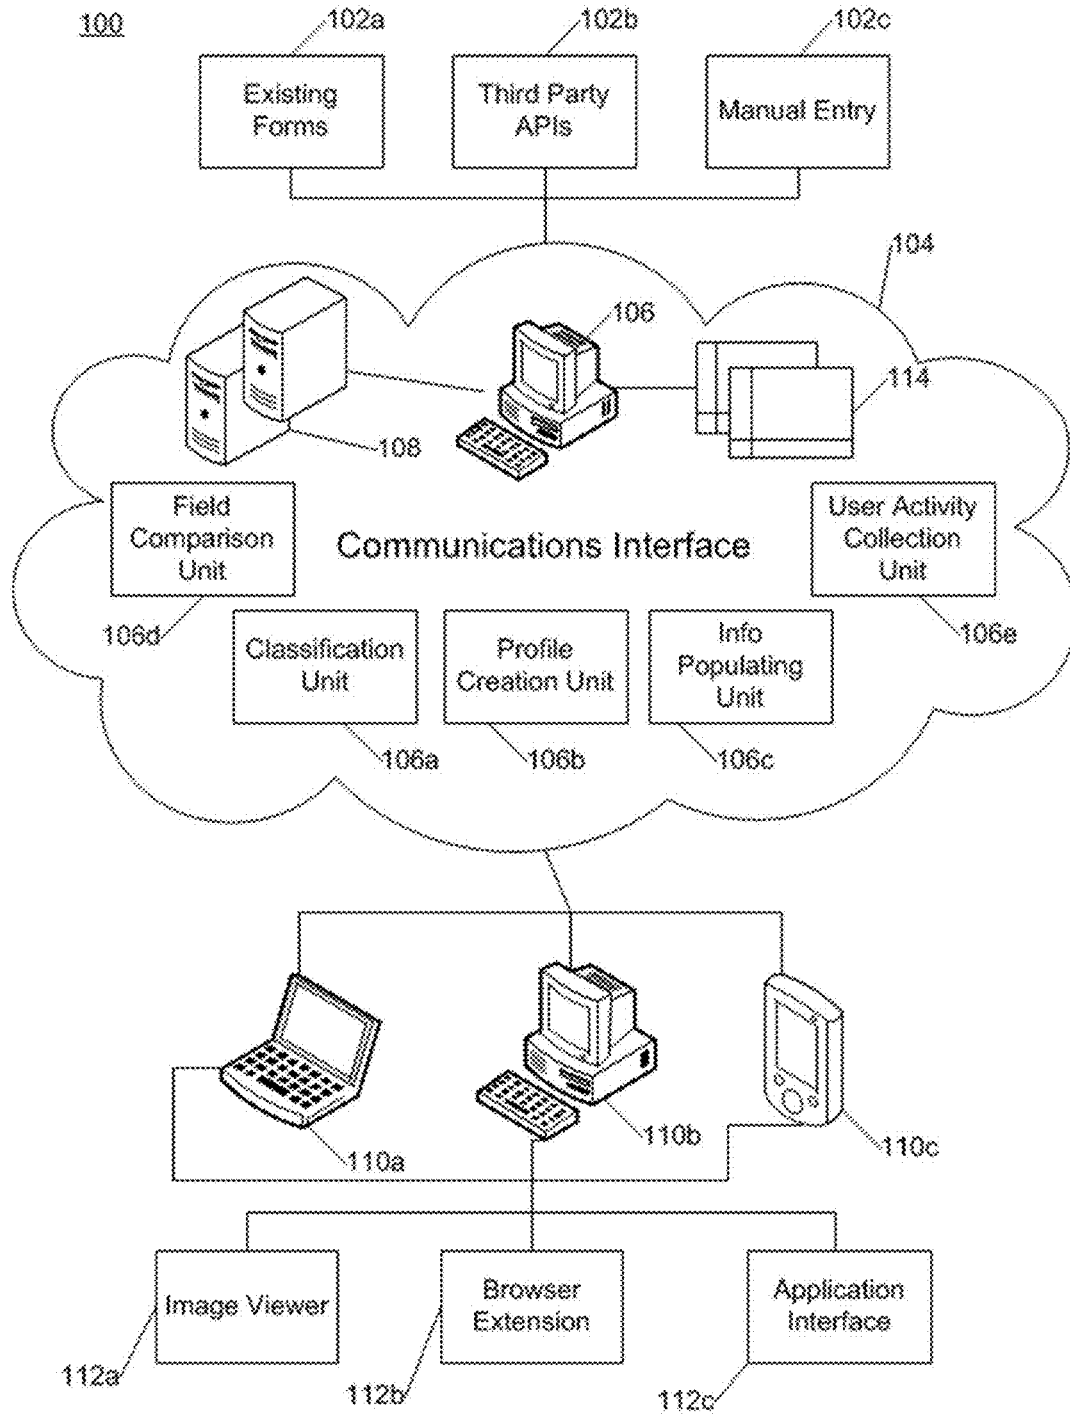 100
102a
102b
102c
Existing
Forms
Third Party
APIs
Manual Entry
104
106
114
108
Field
Comparison
Unit
Communications Interface
User Activity
Collection
Unit
106d
106e
Classification
Unit
Profile
Creation Unit
Info
Populating
Unit
106a
106b
106c
110a
110b
110c
Image Viewer
Browser
Extension
Application
Interface
112a
112b
112c